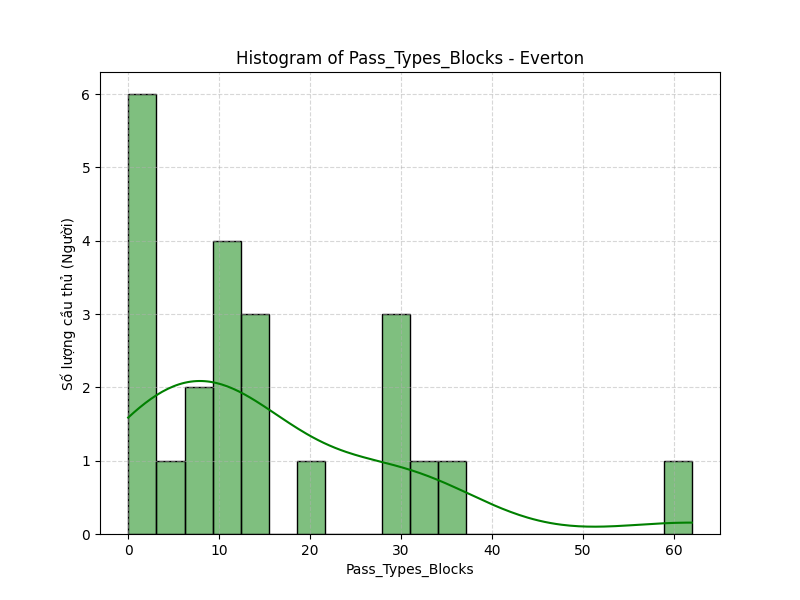 Histogram of Pass_Types_Blocks - Everton
Số lượng cầu thủ (Người)
6
5
4
3
2
1
0
0 10 20 30 40 50 60
Pass_Types_Blocks